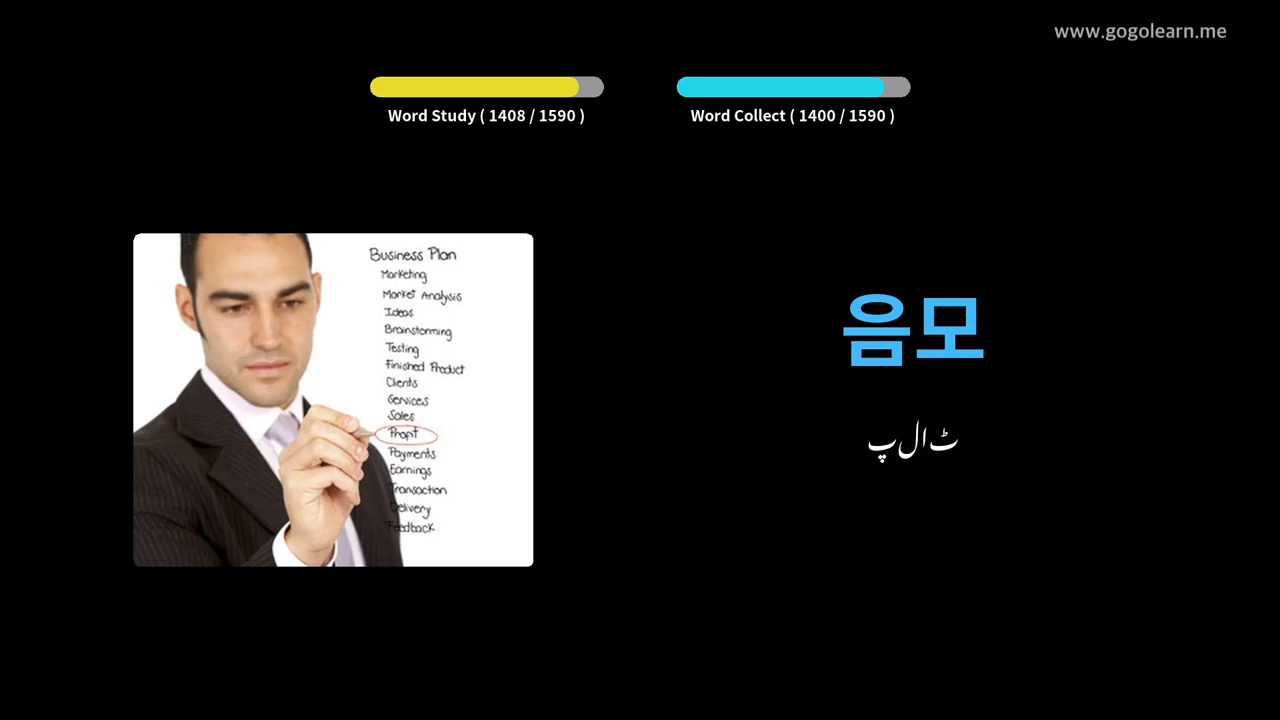 www.gogolearn.me
Word Study ( 1408 / 1590 )
Word Collect ( 1400 / 1590 )
Business Plan
Marketing
Market Analysis
Ideas
Brainstorming
Testing
Finished Product
Clients
Services
Sales
Profit
Payments
Earnings
Transaction
Delivery
Feedback
음모
ٹالپ